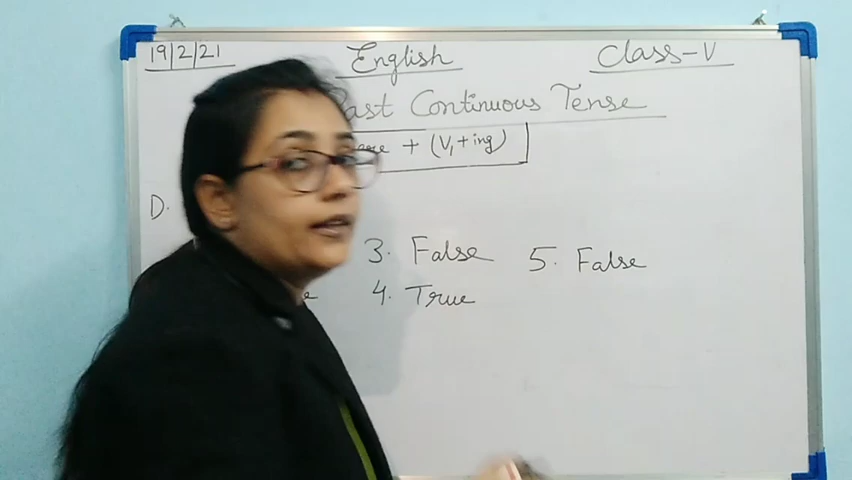 19/2/21 English Class-V
Past Continuous Tense
+ (V₁+ing)
D.
3. False 5. False
4. True